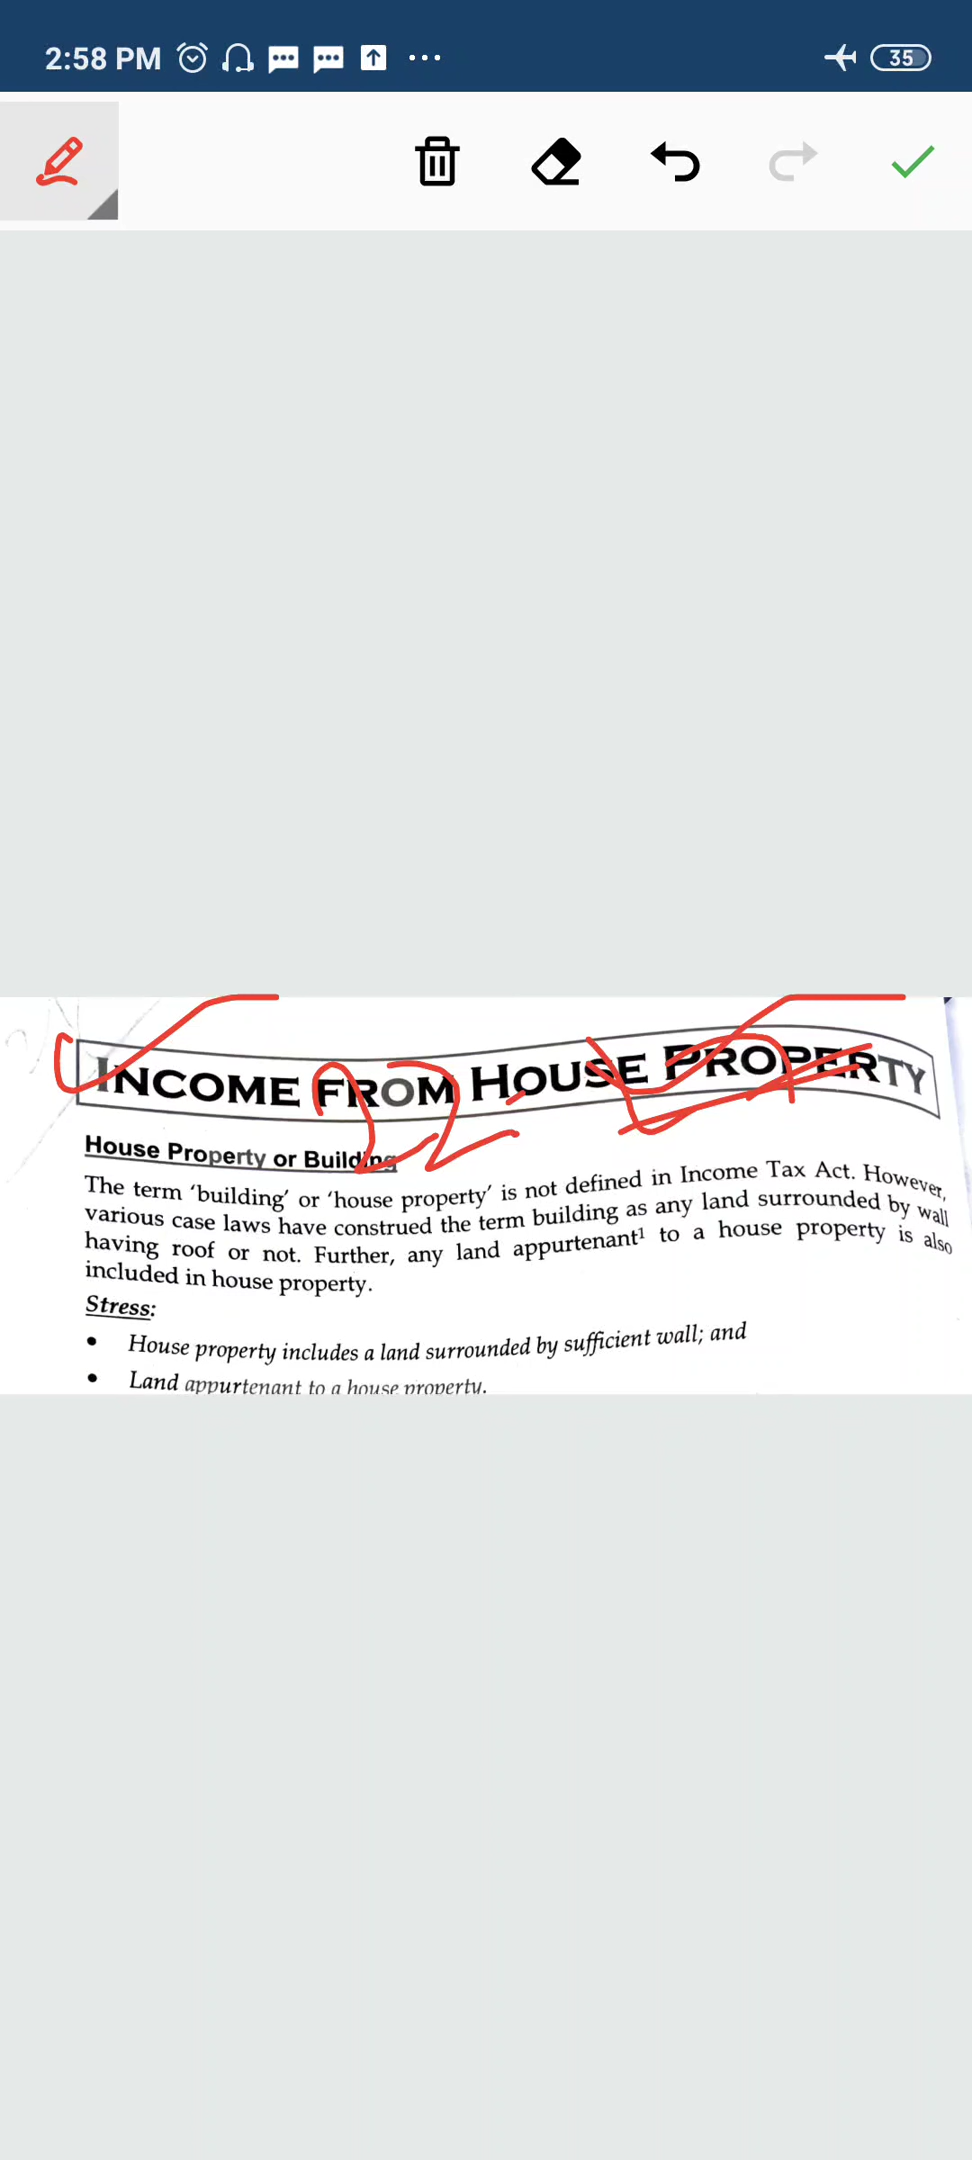 2:58 PM
35
INCOME FROM HOUSE PROPERTY
22-
House Property or Building
The term ‘building’ or ‘house property’ is not defined in Income Tax Act. However,
various case laws have construed the term building as any land surrounded by wall
having roof or not. Further, any land appurtenant¹ to a house property is also
included in house property.
Stress:
• House property includes a land surrounded by sufficient wall; and
• Land appurtenant to a house property.